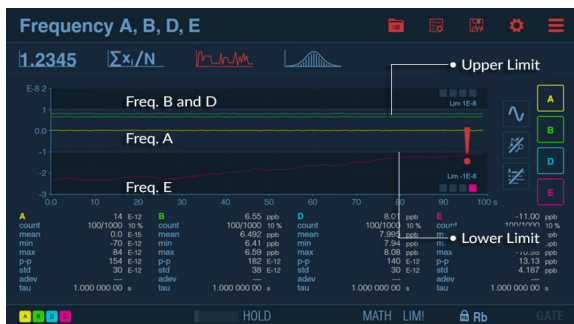 Frequency A, B, D, E
1.2345 Σxᵢ/N
Upper Limit
E-8 2
Lim 1E-8
Freq. B and D
1
A
Freq. A
0.0
B
-1
D
-2
Lim -1E-8
Freq. E
-3
E
0.0 10 20 30 40 50 60 70 80 90 100 s
A 14 E-12 B 6.55 ppb D 8.01 ppb E -11.00 ppb
count 100/1000 10 % count 100/1000 10 % count 100/1000 10 % count 100/1000 10 %
mean 0.0 E-15 mean 6.492 ppb mean 7.995 ppb
min -70 E-12 min 6.41 ppb min 7.94 ppb
Lower Limit
max 84 E-12 max 6.59 ppb max 8.08 ppb max -10.98 ppb
p-p 154 E-12 p-p 182 E-12 p-p 140 E-12 p-p 13.13 ppb
std 30 E-12 std 38 E-12 std 30 E-12 std 4.187 ppb
adev --- adev --- adev --- adev ---
tau 1.000 000 00 s tau 1.000 000 00 s tau 1.000 000 00 s tau 1.000 000 00 s
A B D E HOLD MATH LIM! Rb GATE